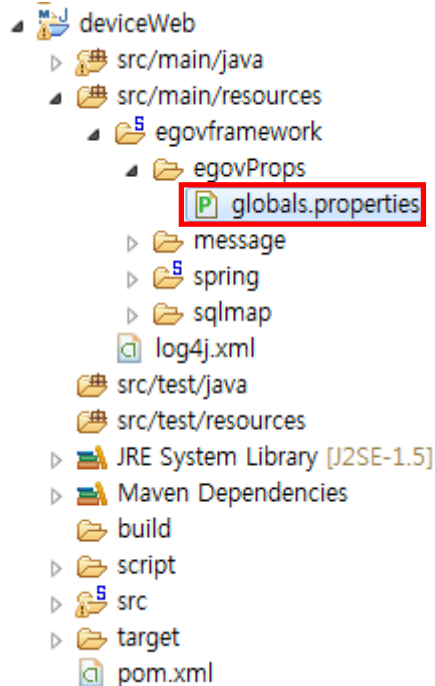 deviceWeb
src/main/java
src/main/resources
egovframework
egovProps
globals.properties
message
spring
sqlmap
log4j.xml
src/test/java
src/test/resources
JRE System Library [J2SE-1.5]
Maven Dependencies
build
script
src
target
pom.xml